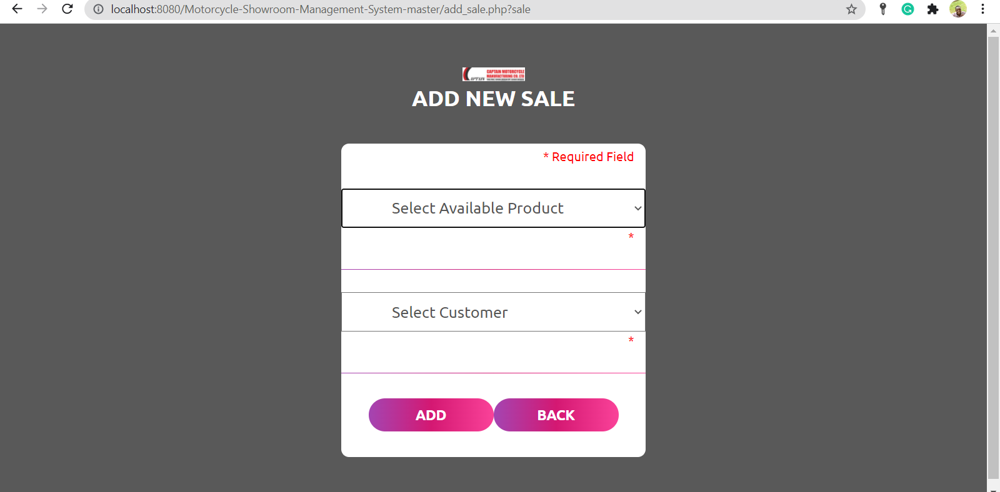 localhost:8080/Motorcycle-Showroom-Management-System-master/add_sale.php?sale
CAPTAIN MOTORCYCLE
MANUFACTURING CO. LTD
ADD NEW SALE
* Required Field
Select Available Product
*
Select Customer
*
ADD
BACK